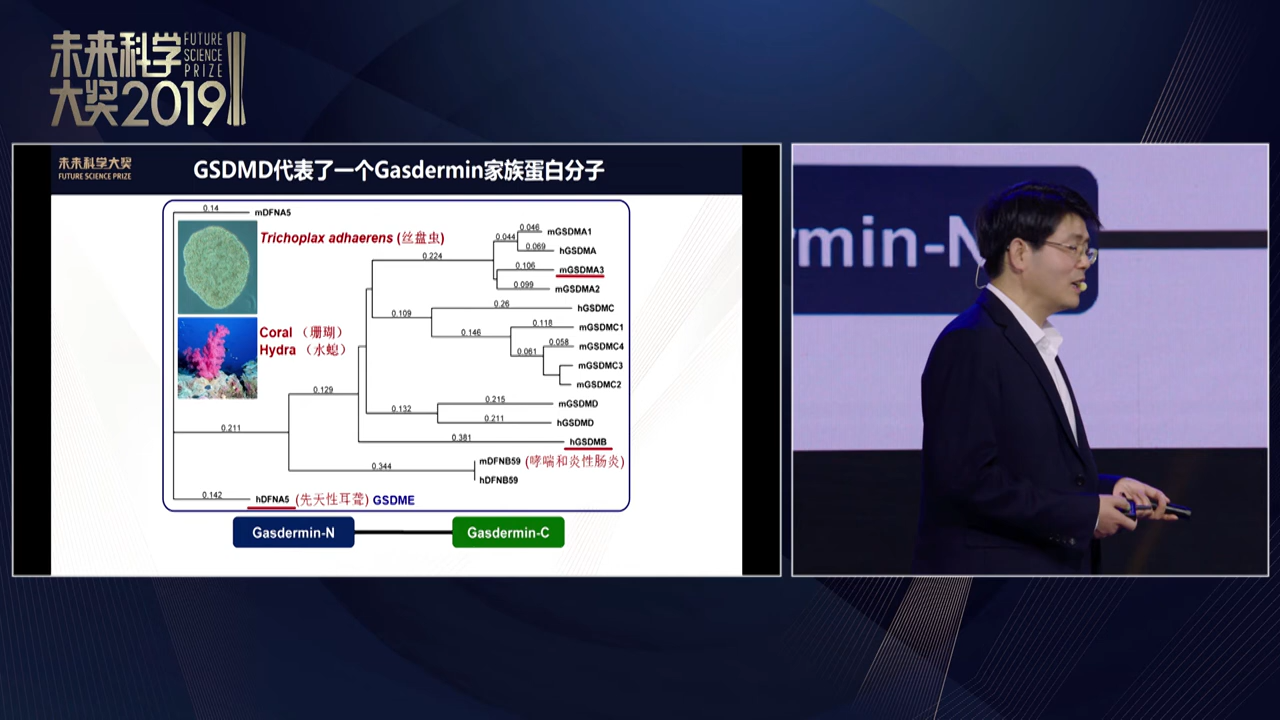 未来科学
大奖2019
FUTURE
SCIENCE
PRIZE
未来科学大奖
FUTURE SCIENCE PRIZE
GSDMD代表了一个Gasdermin家族蛋白分子
0.14
mDFNA5
Trichoplax adhaerens (丝盘虫)
Coral （珊瑚）
Hydra （水螅）
0.046
mGSDMA1
0.044
0.069
hGSDMA
0.224
0.106
mGSDMA3
0.099
mGSDMA2
0.26
hGSDMC
0.109
0.118
mGSDMC1
0.146
0.058
mGSDMC4
0.061
mGSDMC3
mGSDMC2
0.129
0.215
mGSDMD
0.132
0.211
hGSDMD
0.211
0.381
hGSDMB
mDFNB59 (哮喘和炎性肠炎)
0.344
hDFNB59
0.142
hDFNA5 (先天性耳聋) GSDME
Gasdermin-N
Gasdermin-C
rmin-N